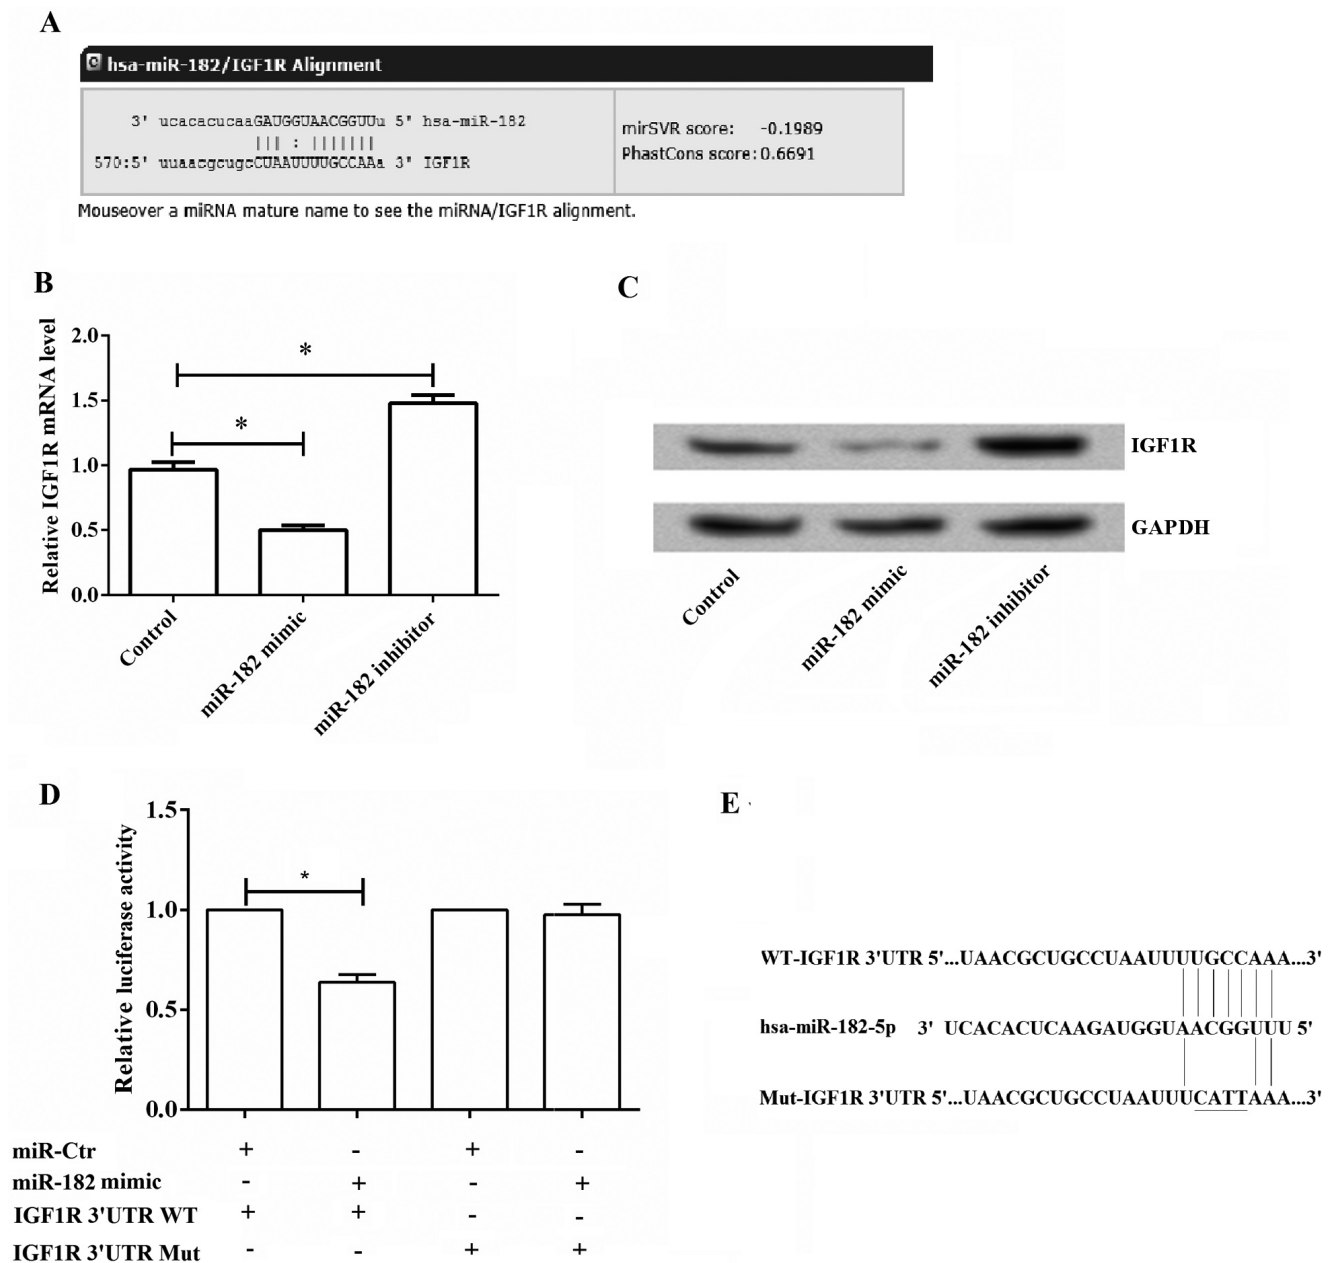 A
hsa-miR-182/IGF1R Alignment
3' ucacacucaaGAUGGUAACGGUUu 5' hsa-miR-182
||| : |||||||
570:5' uuaacgcugcCUAAUUUUGCCAAa 3' IGF1R
mirSVR score: -0.1989
PhastCons score: 0.6691
Mouseover a miRNA mature name to see the miRNA/IGF1R alignment.
B
Relative IGF1R mRNA level
2.0
1.5
1.0
0.5
0.0
*
*
Control
miR-182 mimic
miR-182 inhibitor
C
IGF1R
GAPDH
Control
miR-182 mimic
miR-182 inhibitor
D
Relative luciferase activity
1.5
1.0
0.5
0.0
*
miR-Ctr + - + -
miR-182 mimic - + - +
IGF1R 3'UTR WT + + - -
IGF1R 3'UTR Mut - - + +
E
WT-IGF1R 3'UTR 5'...UAACGCUGCCUAAUUUUGCCAAA...3'
hsa-miR-182-5p 3' UCACACUCAAGAUGGUAACGGUUU 5'
Mut-IGF1R 3'UTR 5'...UAACGCUGCCUAAUUUCATTAAA...3'